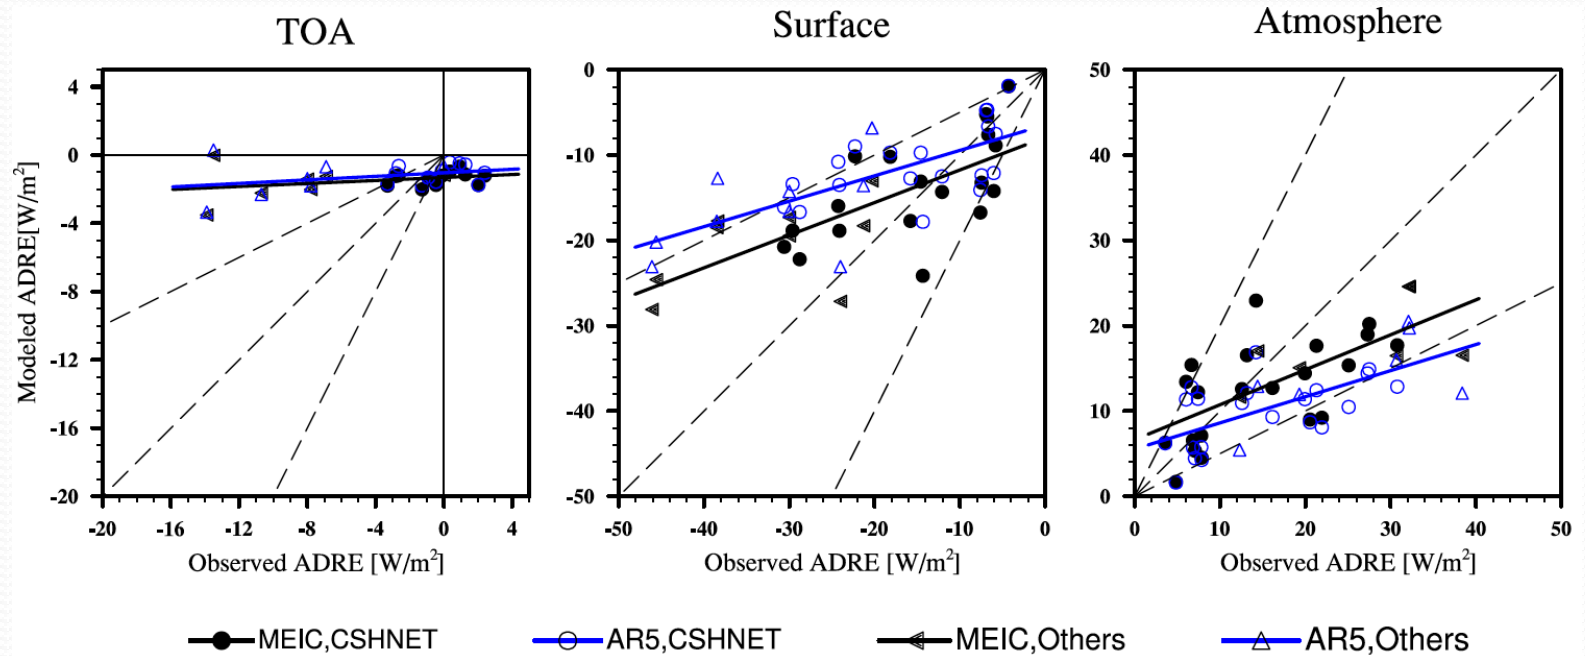 TOA Surface Atmosphere
Modeled ADRE[W/m²]
4
0
-4
-8
-12
-16
-20
-20 -16 -12 -8 -4 0 4
Observed ADRE [W/m²]
0
-10
-20
-30
-40
-50
-50 -40 -30 -20 -10 0
Observed ADRE [W/m²]
50
40
30
20
10
0
0 10 20 30 40 50
Observed ADRE [W/m²]
MEIC,CSHNET AR5,CSHNET MEIC,Others AR5,Others